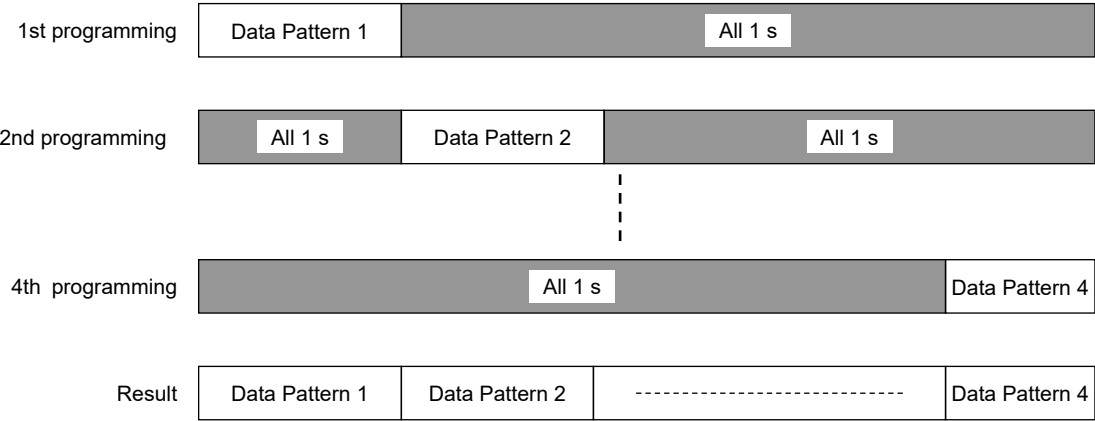 1st programming Data Pattern 1 All 1 s
2nd programming All 1 s Data Pattern 2 All 1 s
4th programming All 1 s Data Pattern 4
Result Data Pattern 1 Data Pattern 2 Data Pattern 4